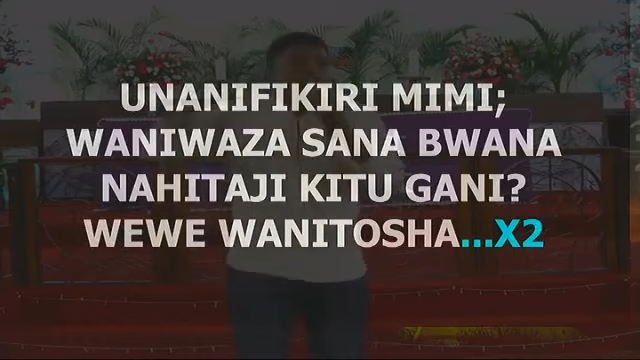 UNANIFIKIRI MIMI;
WANIWAZA SANA BWANA
NAHITAJI KITU GANI?
WEWE WANITOSHA...X2